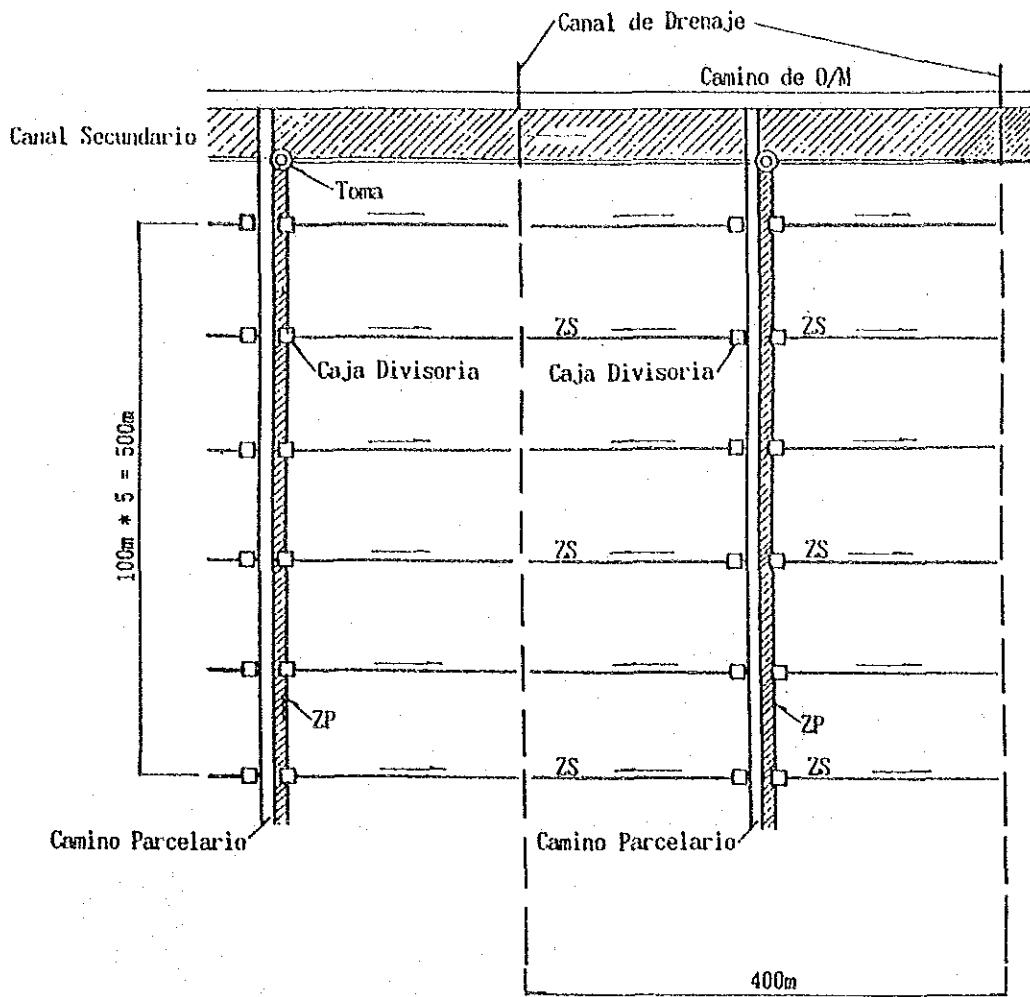 Canal de Drenaje
Camino de O/M
Canal Secundario
Toma
ZS
ZS
Caja Divisoria
Caja Divisoria
100m * 5 = 500m
ZS
ZS
ZP
ZP
ZS
ZS
Camino Parcelario
Camino Parcelario
400m